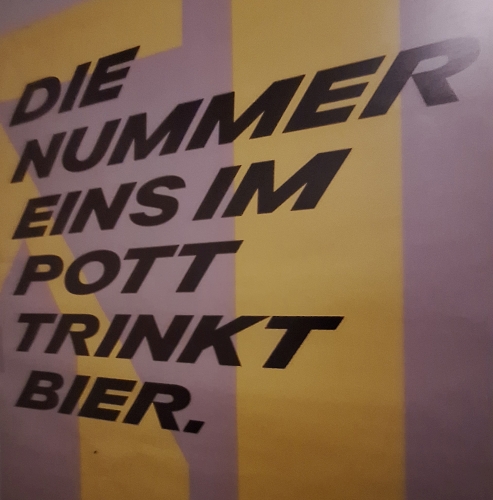 DIE
NUMMER
EINS IM
POTT
TRINKT
BIER.